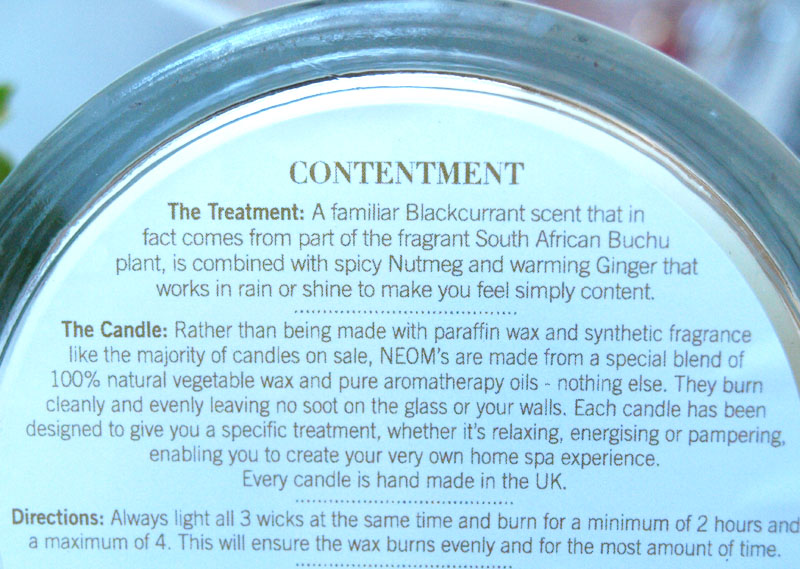 CONTENTMENT
The Treatment: A familiar Blackcurrant scent that in
fact comes from part of the fragrant South African Buchu
plant, is combined with spicy Nutmeg and warming Ginger that
works in rain or shine to make you feel simply content.
The Candle: Rather than being made with paraffin wax and synthetic fragrance
like the majority of candles on sale, NEOM's are made from a special blend of
100% natural vegetable wax and pure aromatherapy oils - nothing else. They burn
cleanly and evenly leaving no soot on the glass or your walls. Each candle has been
designed to give you a specific treatment, whether it's relaxing, energising or pampering,
enabling you to create your very own home spa experience.
Every candle is hand made in the UK.
Directions: Always light all 3 wicks at the same time and burn for a minimum of 2 hours and
a maximum of 4. This will ensure the wax burns evenly and for the most amount of time.